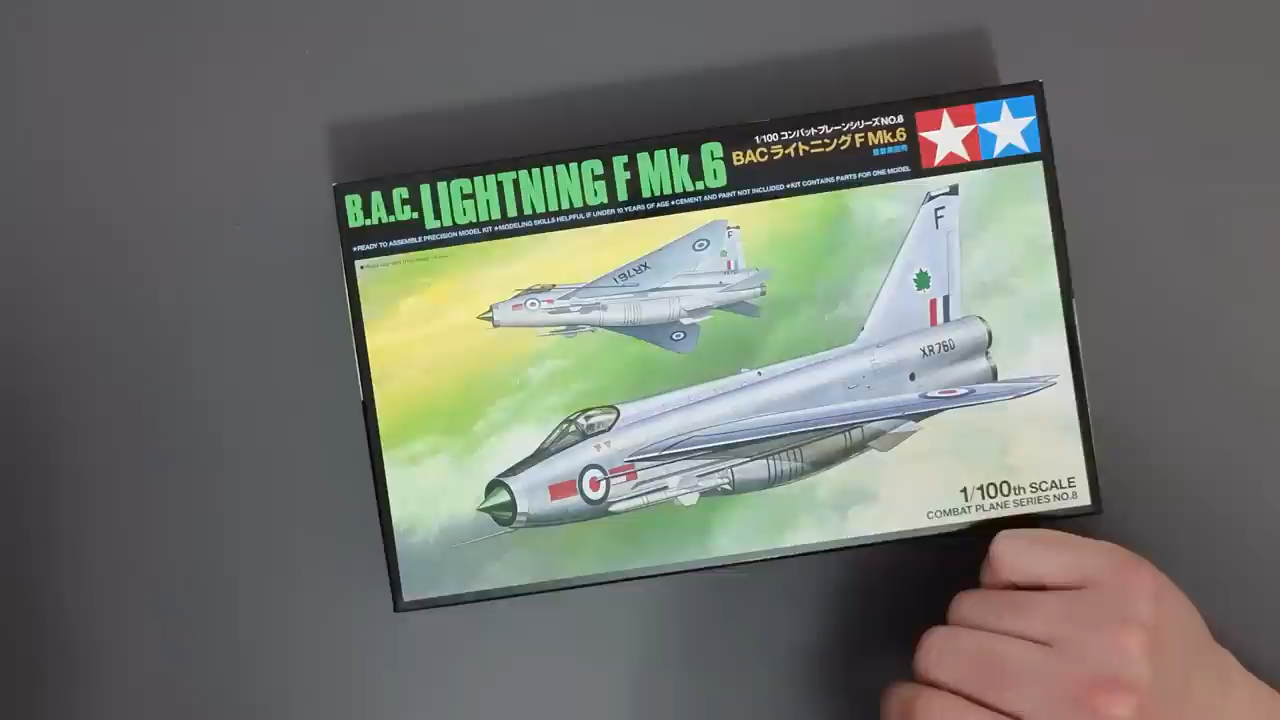 1/100 コンバットプレーンシリーズNO.8
BACライトニング F Mk.6
B.A.C. LIGHTNING F Mk.6
★READY TO ASSEMBLE PRECISION MODEL KIT ★MODELING SKILLS HELPFUL IF UNDER 10 YEARS OF AGE ★CEMENT AND PAINT NOT INCLUDED ★KIT CONTAINS PARTS FOR ONE MODEL
F
XR761
F
XR760
1/100th SCALE
COMBAT PLANE SERIES NO.8